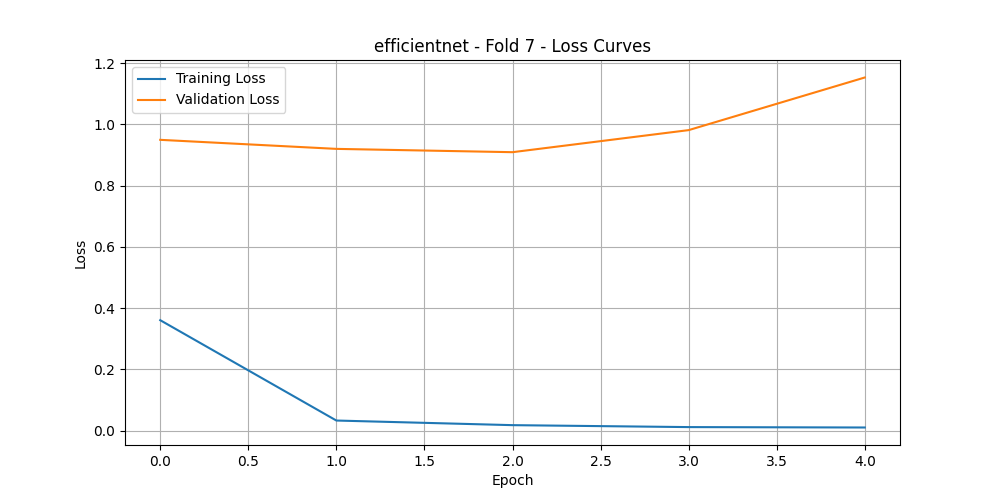 efficientnet - Fold 7 - Loss Curves
Training Loss
Validation Loss
Loss
1.2
1.0
0.8
0.6
0.4
0.2
0.0
0.0 0.5 1.0 1.5 2.0 2.5 3.0 3.5 4.0
Epoch